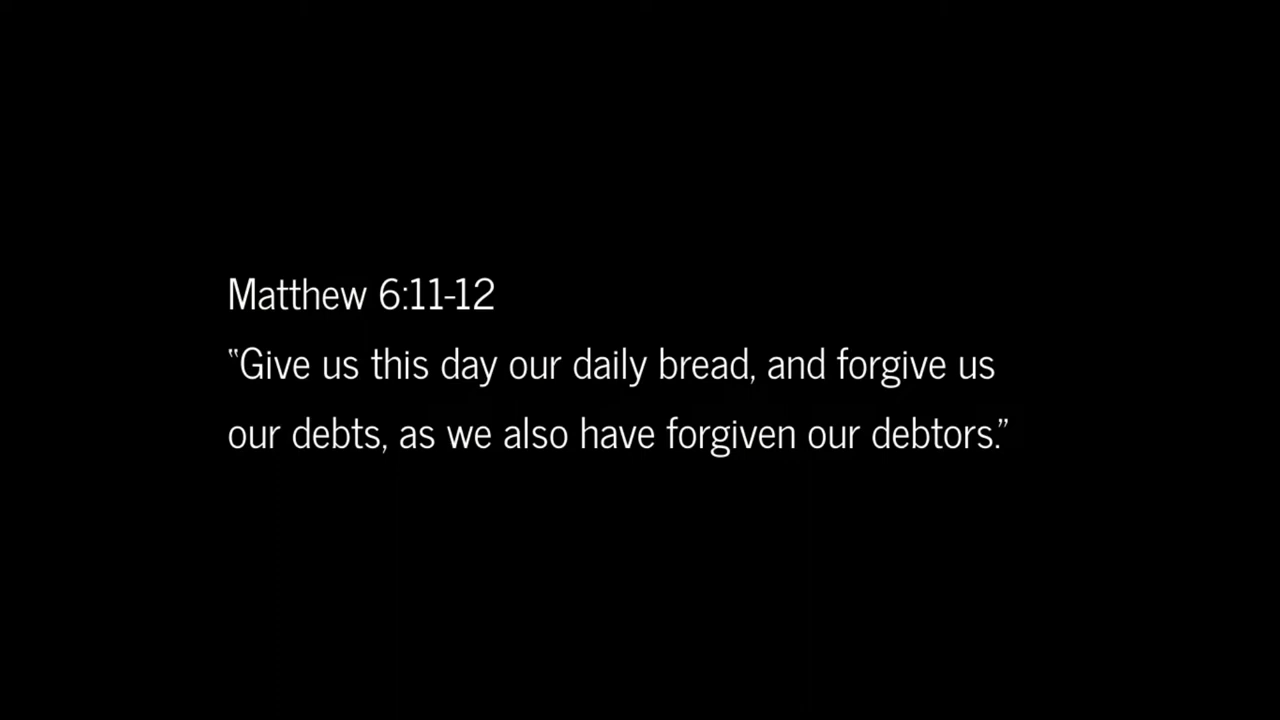 Matthew 6:11-12
“Give us this day our daily bread, and forgive us
our debts, as we also have forgiven our debtors.”